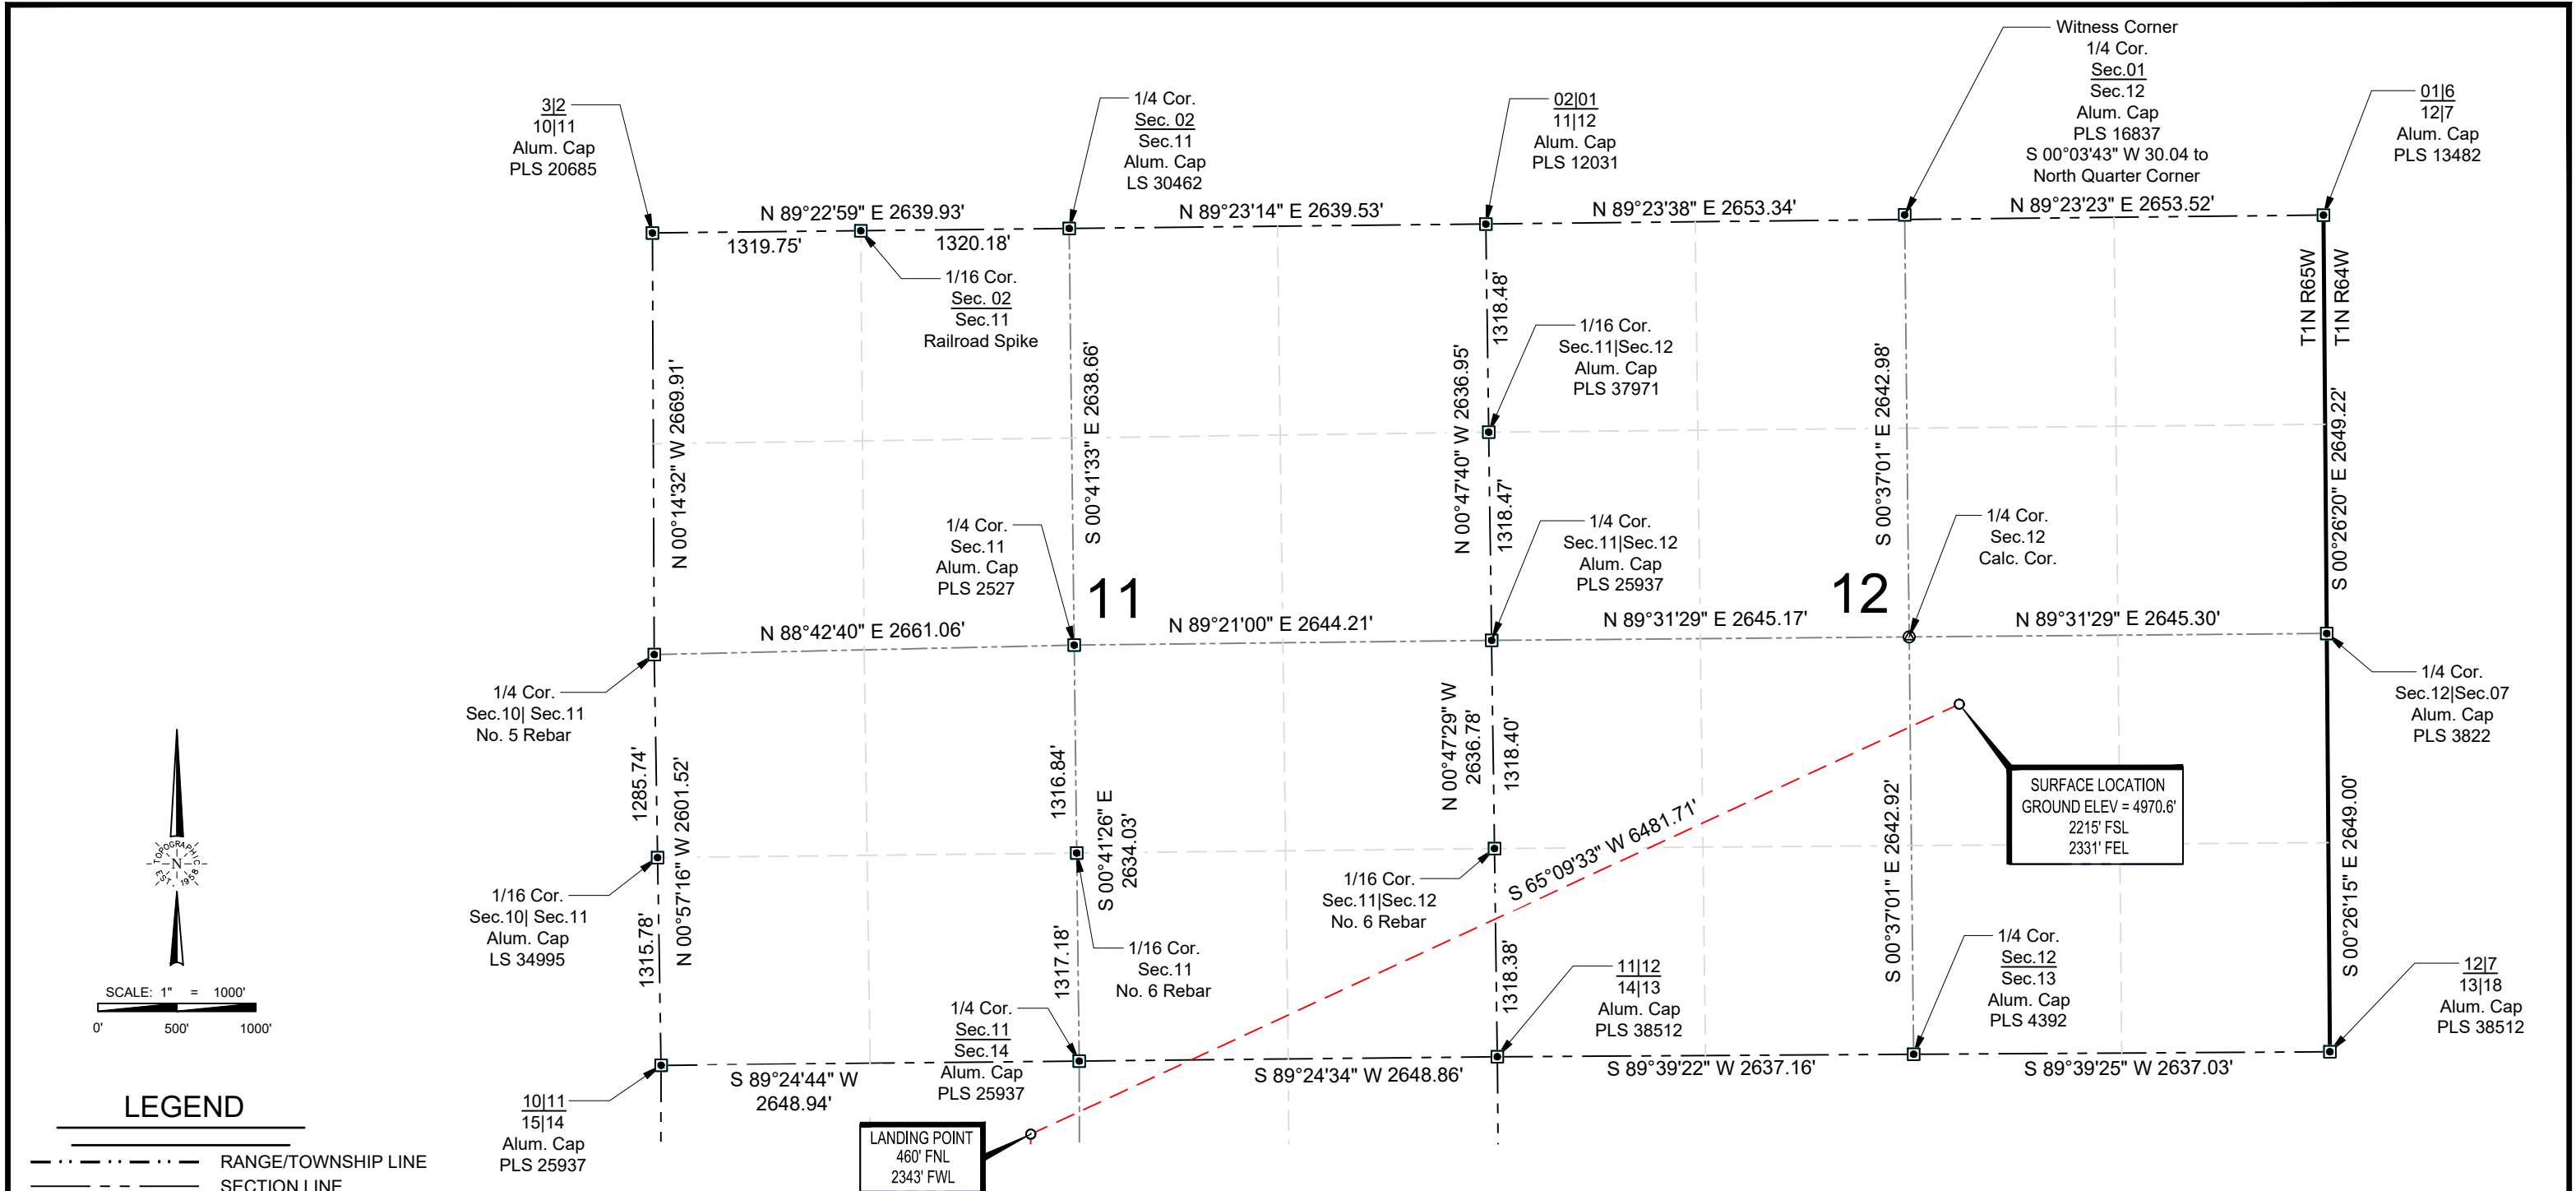 Witness Corner
1/4 Cor.
Sec.01
Sec.12
Alum. Cap
PLS 16837
S 00°03'43" W 30.04 to
North Quarter Corner
3|2
10|11
Alum. Cap
PLS 20685
1/4 Cor.
Sec. 02
Sec.11
Alum. Cap
LS 30462
02|01
11|12
Alum. Cap
PLS 12031
01|6
12|7
Alum. Cap
PLS 13482
N 89°22'59" E 2639.93'
1319.75'
1320.18'
N 89°23'14" E 2639.53'
N 89°23'38" E 2653.34'
N 89°23'23" E 2653.52'
1/16 Cor.
Sec. 02
Sec.11
Railroad Spike
T1N R65W
T1N R64W
1318.48'
1/16 Cor.
Sec.11|Sec.12
Alum. Cap
PLS 37971
N 00°14'32" W 2669.91'
S 00°41'33" E 2638.66'
N 00°47'40" W 2636.95'
1318.47'
S 00°37'01" E 2642.98'
S 00°26'20" E 2649.22'
1/4 Cor.
Sec.11
Alum. Cap
PLS 2527
11
1/4 Cor.
Sec.11|Sec.12
Alum. Cap
PLS 25937
12
1/4 Cor.
Sec.12
Calc. Cor.
N 88°42'40" E 2661.06'
N 89°21'00" E 2644.21'
N 89°31'29" E 2645.17'
N 89°31'29" E 2645.30'
1/4 Cor.
Sec.10| Sec.11
No. 5 Rebar
1/4 Cor.
Sec.12|Sec.07
Alum. Cap
PLS 3822
1285.74'
N 00°57'16" W 2601.52'
1316.84'
S 00°41'26" E
2634.03'
N 00°47'29" W
2636.78'
1318.40'
S 65°09'33" W 6481.71'
S 00°37'01" E 2642.92'
SURFACE LOCATION
GROUND ELEV = 4970.6'
2215' FSL
2331' FEL
S 00°26'15" E 2649.00'
TOPOGRAPHIC
N
EST. 1958
1/16 Cor.
Sec.10| Sec.11
Alum. Cap
LS 34995
1315.78'
1317.18'
1/16 Cor.
Sec.11
No. 6 Rebar
1/16 Cor.
Sec.11|Sec.12
No. 6 Rebar
1318.38'
11|12
14|13
Alum. Cap
PLS 38512
1/4 Cor.
Sec.12
Sec.13
Alum. Cap
PLS 4392
12|7
13|18
Alum. Cap
PLS 38512
SCALE: 1" = 1000'
0' 500' 1000'
1/4 Cor.
Sec.11
Sec.14
Alum. Cap
PLS 25937
S 89°24'44" W
2648.94'
S 89°24'34" W 2648.86'
S 89°39'22" W 2637.16'
S 89°39'25" W 2637.03'
10|11
15|14
Alum. Cap
PLS 25937
LANDING POINT
460' FNL
2343' FWL
LEGEND
RANGE/TOWNSHIP LINE
SECTION LINE